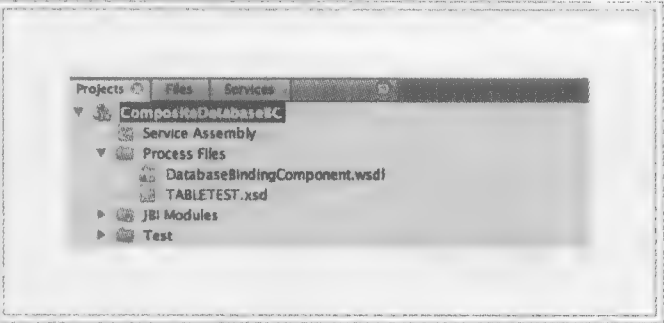 Projects Files Services
CompositeDatabaseBC
Service Assembly
Process Files
DatabaseBindingComponent.wsdl
TABLETEST.xsd
JBI Modules
Test